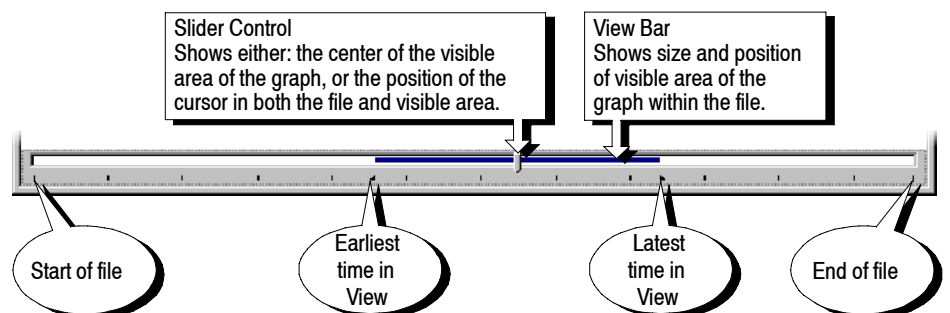 Slider Control
Shows either: the center of the visible
area of the graph, or the position of the
cursor in both the file and visible area.
View Bar
Shows size and position
of visible area of the
graph within the file.
Start of file
Earliest
time in
View
Latest
time in
View
End of file